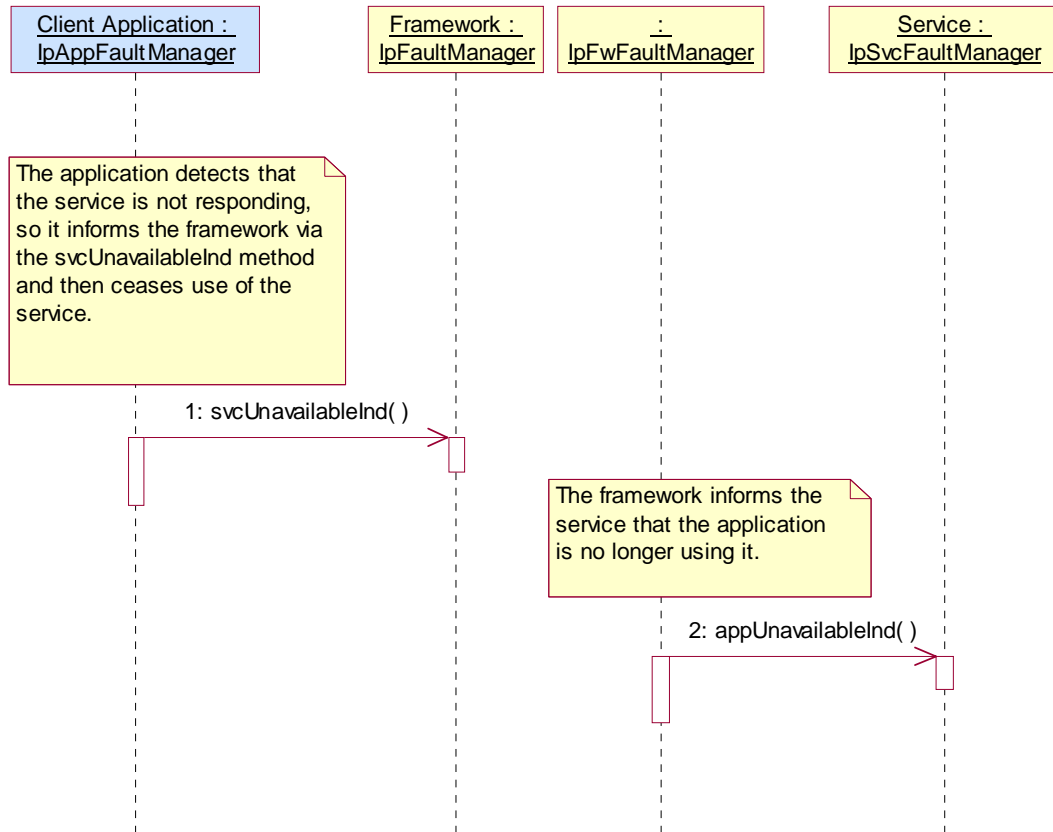 Client Application :
IpAppFaultManager
Framework :
IpFaultManager
:
IpFwFaultManager
Service :
IpSvcFaultManager
The application detects that
the service is not responding,
so it informs the framework via
the svcUnavailableInd method
and then ceases use of the
service.
1: svcUnavailableInd( )
The framework informs the
service that the application
is no longer using it.
2: appUnavailableInd( )